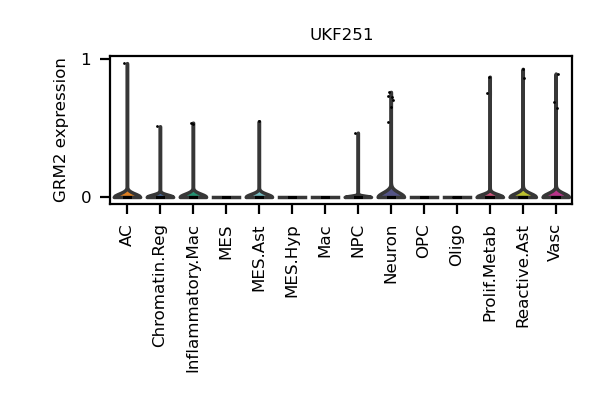 UKF251
GRM2 expression
1
0
AC
Chromatin.Reg
Inflammatory.Mac
MES
MES.Ast
MES.Hyp
Mac
NPC
Neuron
OPC
Oligo
Prolif.Metab
Reactive.Ast
Vasc